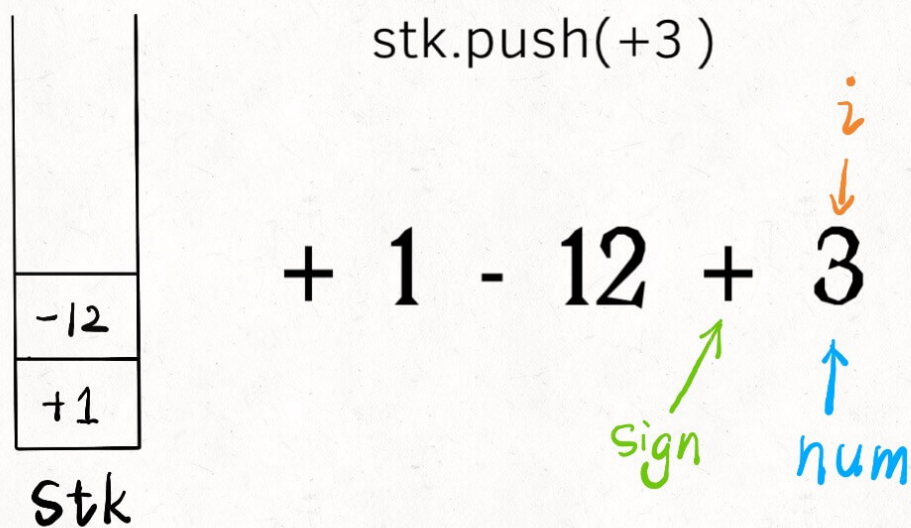 stk.push(+3 )
i
+ 1 - 12 + 3
-12
+1
sign
num
stk